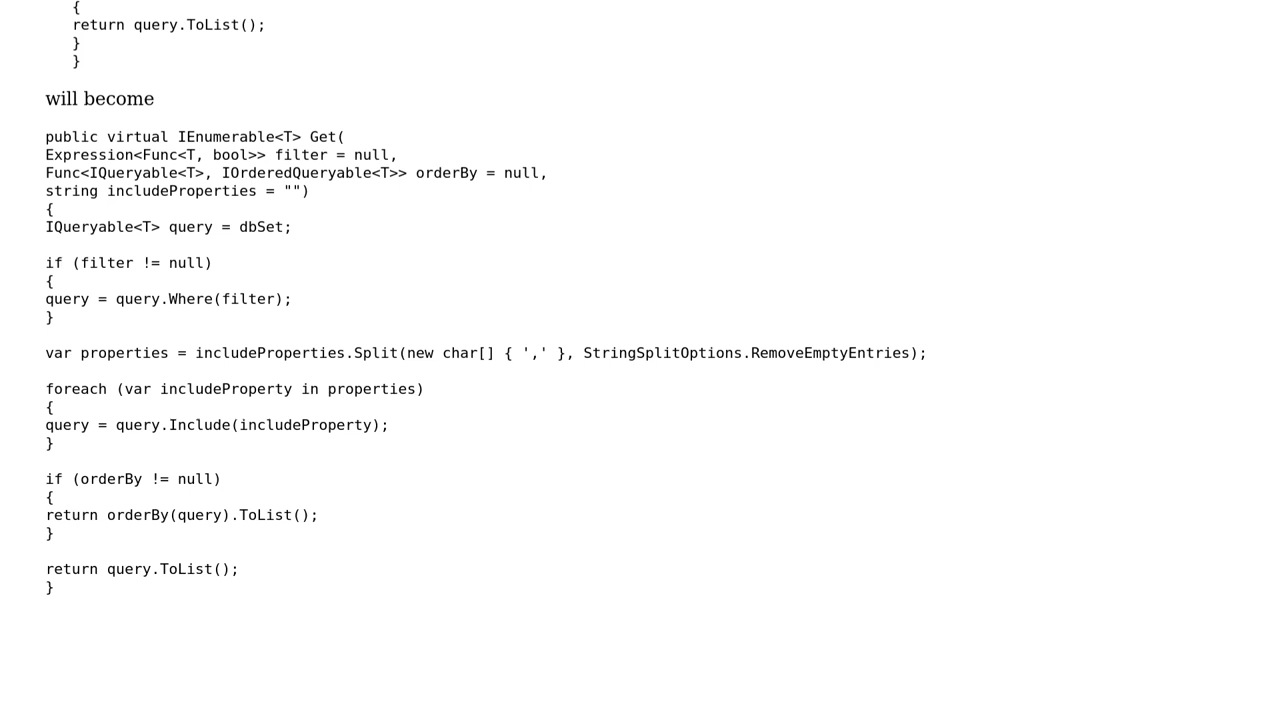 {
return query.ToList();
}
}
will become
public virtual IEnumerable<T> Get(
Expression<Func<T, bool>> filter = null,
Func<IQueryable<T>, IOrderedQueryable<T>> orderBy = null,
string includeProperties = "")
{
IQueryable<T> query = dbSet;
if (filter != null)
{
query = query.Where(filter);
}
var properties = includeProperties.Split(new char[] { ',' }, StringSplitOptions.RemoveEmptyEntries);
foreach (var includeProperty in properties)
{
query = query.Include(includeProperty);
}
if (orderBy != null)
{
return orderBy(query).ToList();
}
return query.ToList();
}